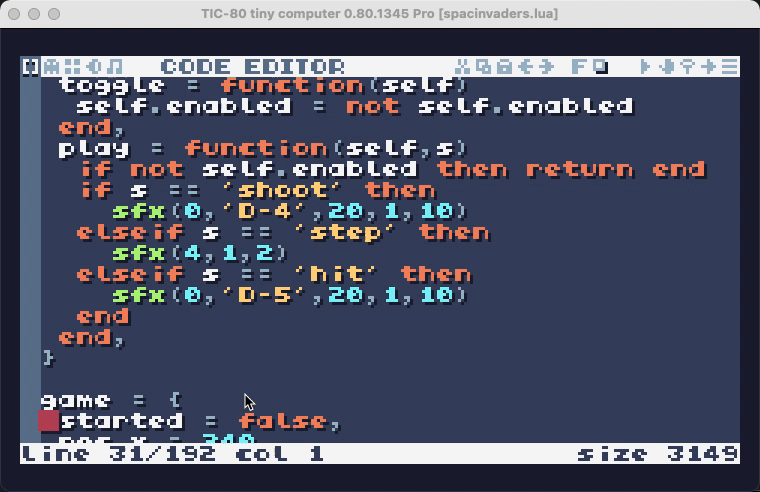 TIC-80 tiny computer 0.80.1345 Pro [spacinvaders.lua]
CODE EDITOR F
toggle = function(self)
self.enabled = not self.enabled
end,
play = function(self,s)
if not self.enabled then return end
if s == 'shoot' then
sfx(0,'D-4',20,1,10)
elseif s == 'step' then
sfx(4,1,2)
elseif s == 'hit' then
sfx(0,'D-5',20,1,10)
end
end,
}
game = {
started = false,
pos_x = 240
line 31/192 col 1 size 3149